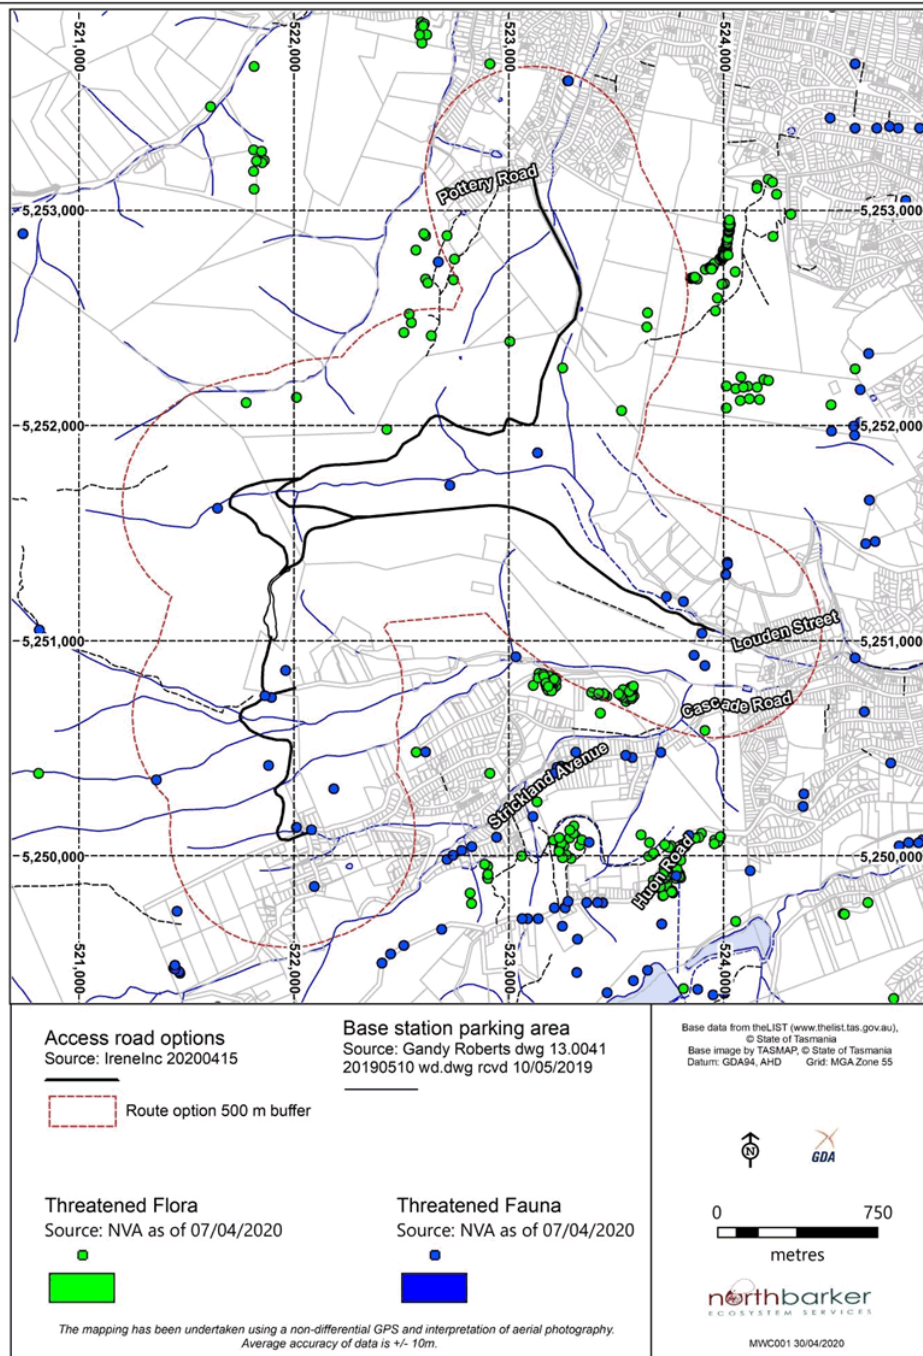 521,000
522,000
523,000
524,000
Pottery Road
5,253,000
5,253,000
5,252,000
5,252,000
5,251,000
5,251,000
Louden Street
Cascade Road
Strickland Avenue
5,250,000
5,250,000
Huon Road
521,000
522,000
523,000
524,000
Access road options
Source: IreneInc 20200415
Route option 500 m buffer
Base station parking area
Source: Gandy Roberts dwg 13.0041
20190510 wd.dwg rcvd 10/05/2019
Threatened Flora
Source: NVA as of 07/04/2020
Threatened Fauna
Source: NVA as of 07/04/2020
The mapping has been undertaken using a non-differential GPS and interpretation of aerial photography.
Average accuracy of data is +/- 10m.
Base data from theLIST (www.thelist.tas.gov.au),
© State of Tasmania
Base image by TASMAP, © State of Tasmania
Datum: GDA94, AHD Grid: MGA Zone 55
N
GDA
0 750
metres
northbarker
ECOSYSTEM SERVICES
MWC001 30/04/2020